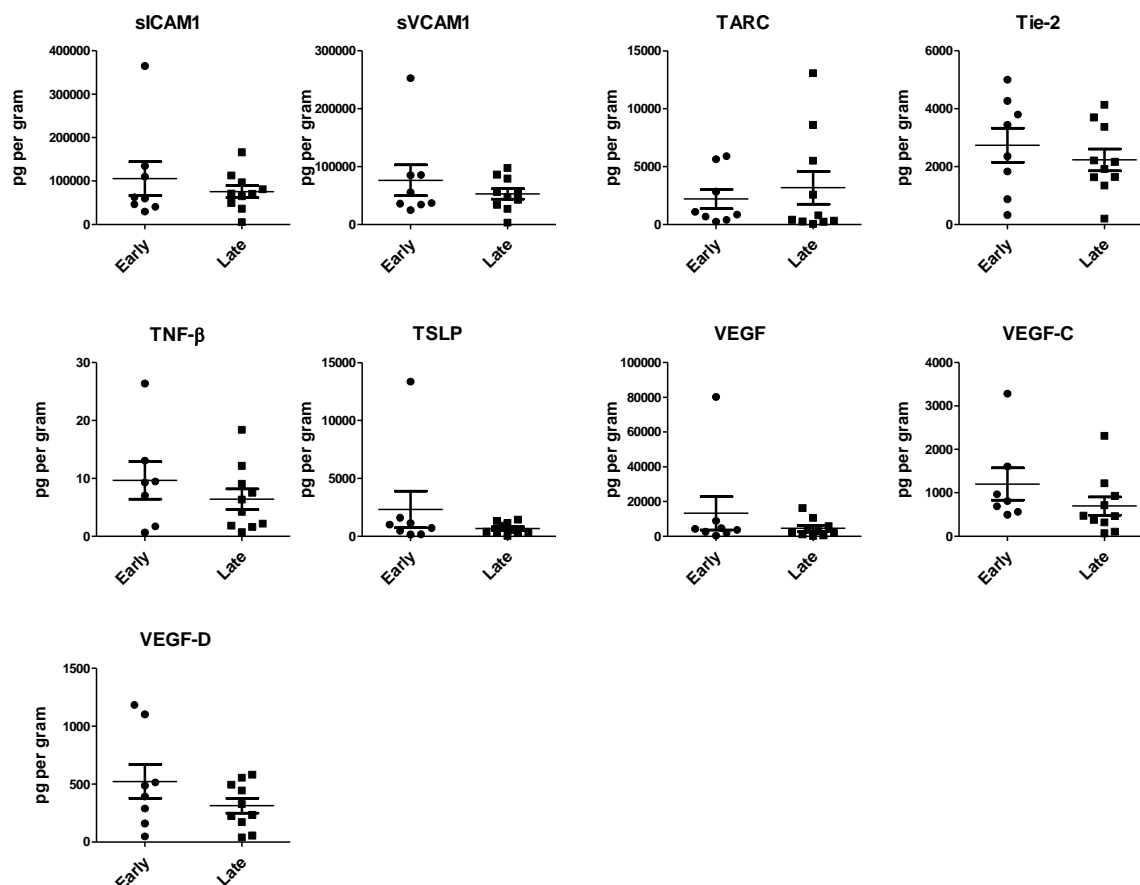 sICAM1
pg per gram
400000
300000
200000
100000
0
Early
Late
sVCAM1
pg per gram
300000
200000
100000
0
Early
Late
TARC
pg per gram
15000
10000
5000
0
Early
Late
Tie-2
pg per gram
6000
4000
2000
0
Early
Late
TNF-β
pg per gram
30
20
10
0
Early
Late
TSLP
pg per gram
15000
10000
5000
0
Early
Late
VEGF
pg per gram
100000
80000
60000
40000
20000
0
Early
Late
VEGF-C
pg per gram
4000
3000
2000
1000
0
Early
Late
VEGF-D
pg per gram
1500
1000
500
0
Early
Late